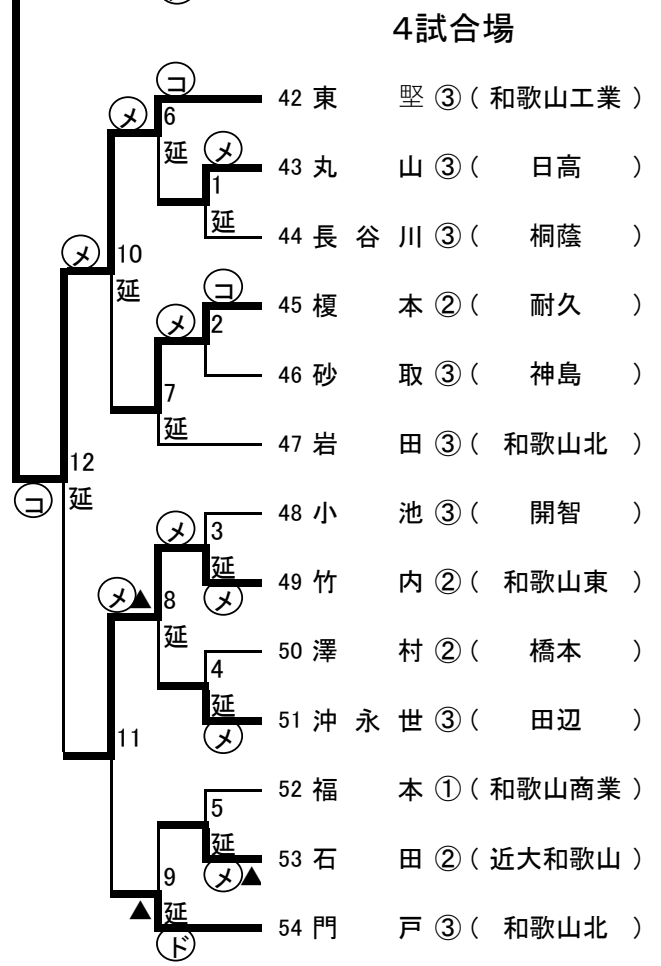 4試合場
コ
42 東 堅 ③ ( 和歌山工業 )
メ 6
延 メ
43 丸 山 ③ ( 日高 )
1
延
44 長 谷 川 ③ ( 桐蔭 )
メ 10
延 コ
45 榎 本 ② ( 耐久 )
メ 2
46 砂 取 ③ ( 神島 )
7
延
47 岩 田 ③ ( 和歌山北 )
12
コ 延
48 小 池 ③ ( 開智 )
メ 3
延
49 竹 内 ② ( 和歌山東 )
メ▲ 8 メ
延
50 澤 村 ② ( 橋本 )
4
延
51 沖 永 世 ③ ( 田辺 )
11 メ
52 福 本 ① ( 和歌山商業 )
5
延
53 石 田 ② ( 近大和歌山 )
9 メ▲
▲ 延
54 門 戸 ③ ( 和歌山北 )
ド